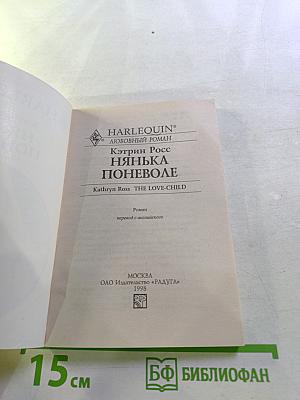 HARLEQUIN®
ЛЮБОВНЫЙ РОМАН
Кэтрин Росс
НЯНЬКА
ПОНЕВОЛЕ
Kathryn Ross THE LOVE-CHILD
Роман
перевод с английского
МОСКВА
ОАО Издательство «РАДУГА»
1998
15 см
БФ БИБЛИОФАН